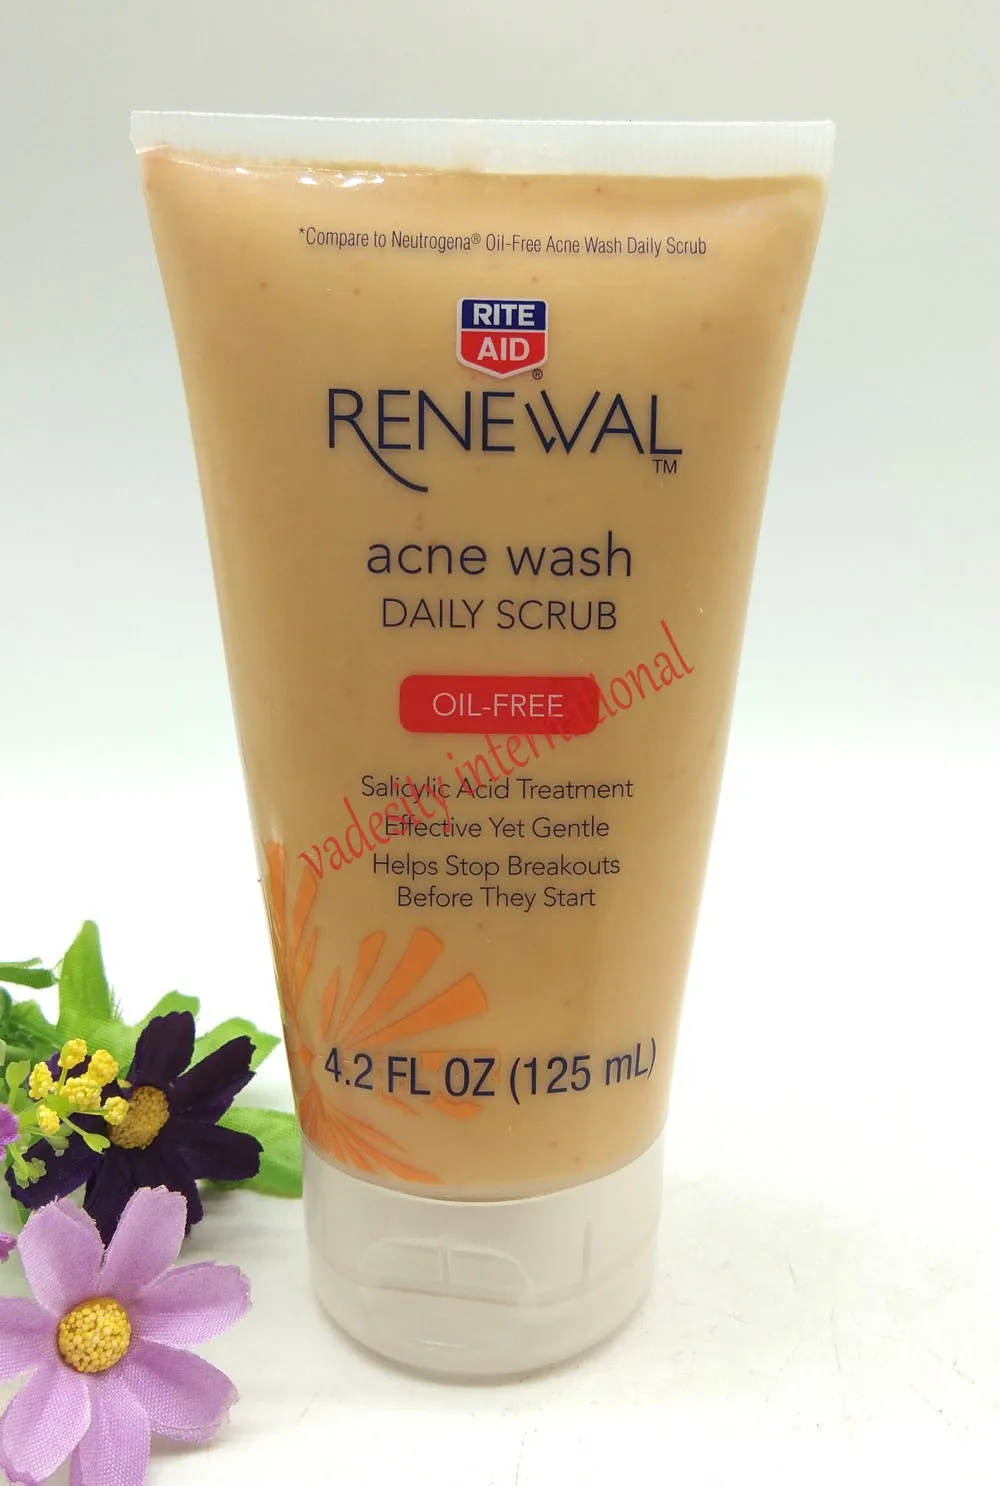 *Compare to Neutrogena® Oil-Free Acne Wash Daily Scrub
RITE
AID
®
RENEWAL
TM
acne wash
DAILY SCRUB
OIL-FREE
vadesity international
Salicylic Acid Treatment
Effective Yet Gentle
Helps Stop Breakouts
Before They Start
4.2 FL OZ (125 mL)